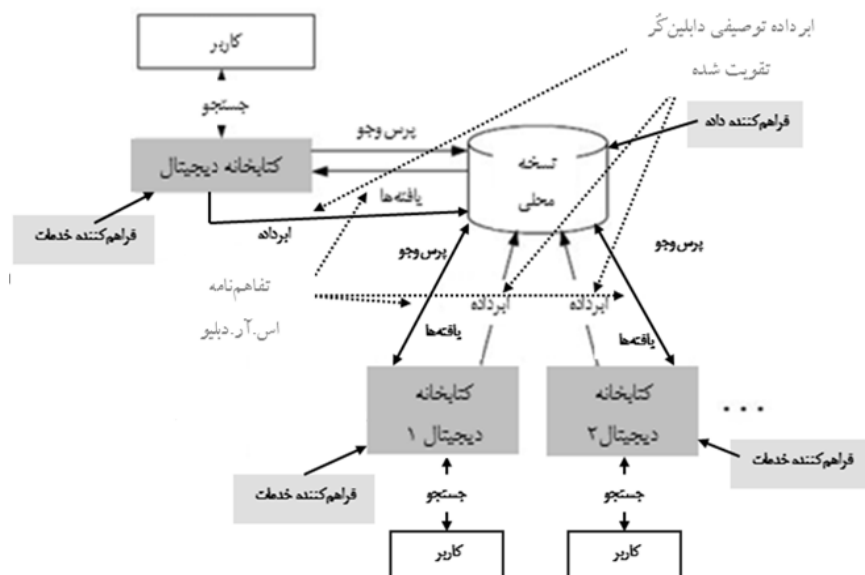 کاربر
ابر داده توصیفی دابلین‌کُر
تقویت شده
جستجو
پرس‌وجو
فراهم‌کننده داده
کتابخانه دیجیتال
نسخه
محلی
یافته‌ها
فراهم‌کننده خدمات
ابرداده
پرس‌وجو
پرس‌وجو
تفاهم‌نامه
اس.آر.دبلیو
ابرداده
ابرداده
یافته‌ها
یافته‌ها
کتابخانه
دیجیتال ۱
کتابخانه
دیجیتال ۲
...
فراهم‌کننده خدمات
فراهم‌کننده خدمات
جستجو
جستجو
کاربر
کاربر